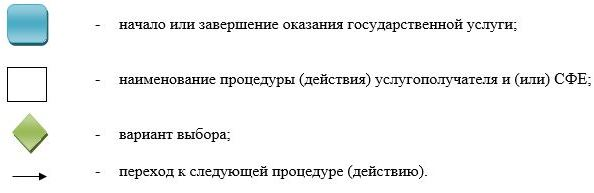 - начало или завершение оказания государственной услуги;
- наименование процедуры (действия) услугополучателя и (или) СФЕ;
- вариант выбора;
- переход к следующей процедуре (действию).